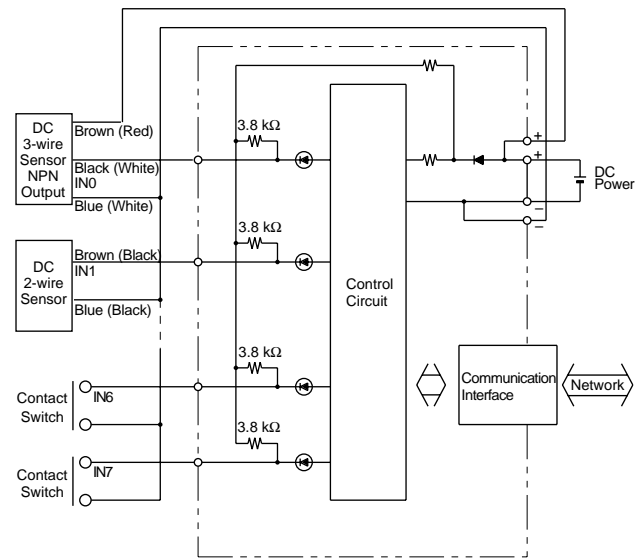 DC
3-wire
Sensor
NPN
Output
Brown (Red)
Black (White)
IN0
Blue (White)
3.8 kΩ
+
+
−
−
DC
Power
DC
2-wire
Sensor
Brown (Black)
IN1
Blue (Black)
3.8 kΩ
Control
Circuit
Contact
Switch
IN6
3.8 kΩ
Communication
Interface
Network
Contact
Switch
IN7
3.8 kΩ